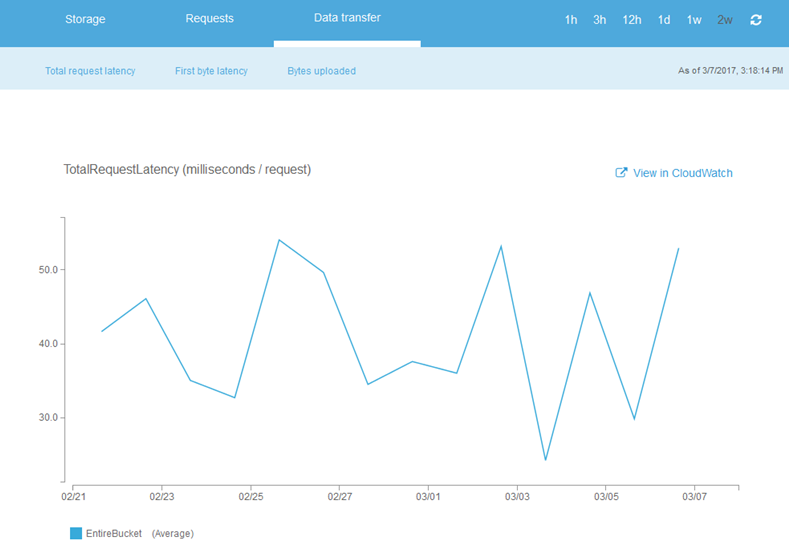 Storage Requests Data transfer 1h 3h 12h 1d 1w 2w
Total request latency First byte latency Bytes uploaded As of 3/7/2017, 3:18:14 PM
TotalRequestLatency (milliseconds / request)
View in CloudWatch
50.0
40.0
30.0
02/21 02/23 02/25 02/27 03/01 03/03 03/05 03/07
EntireBucket (Average)